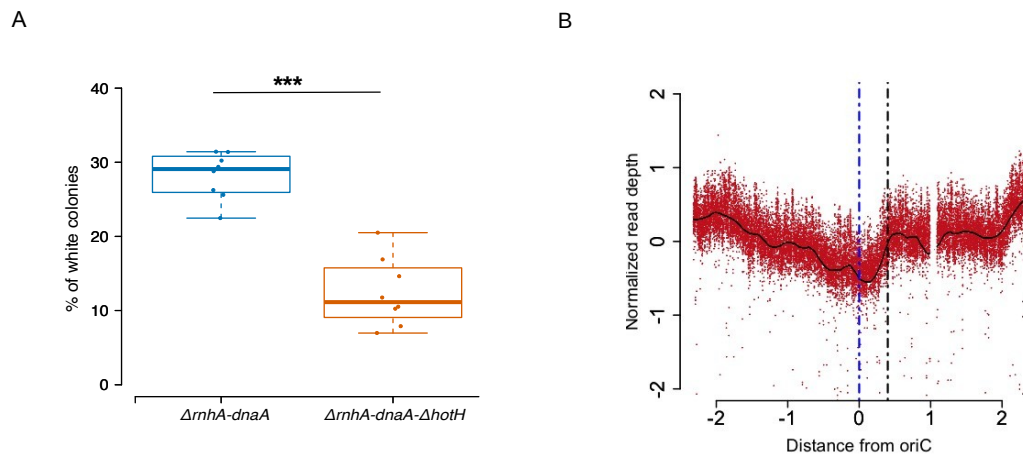 A
B
***
40
30
20
10
0
% of white colonies
ΔrnhA-dnaA
ΔrnhA-dnaA-ΔhotH
2
1
0
-1
-2
Normalized read depth
-2
-1
0
1
2
Distance from oriC